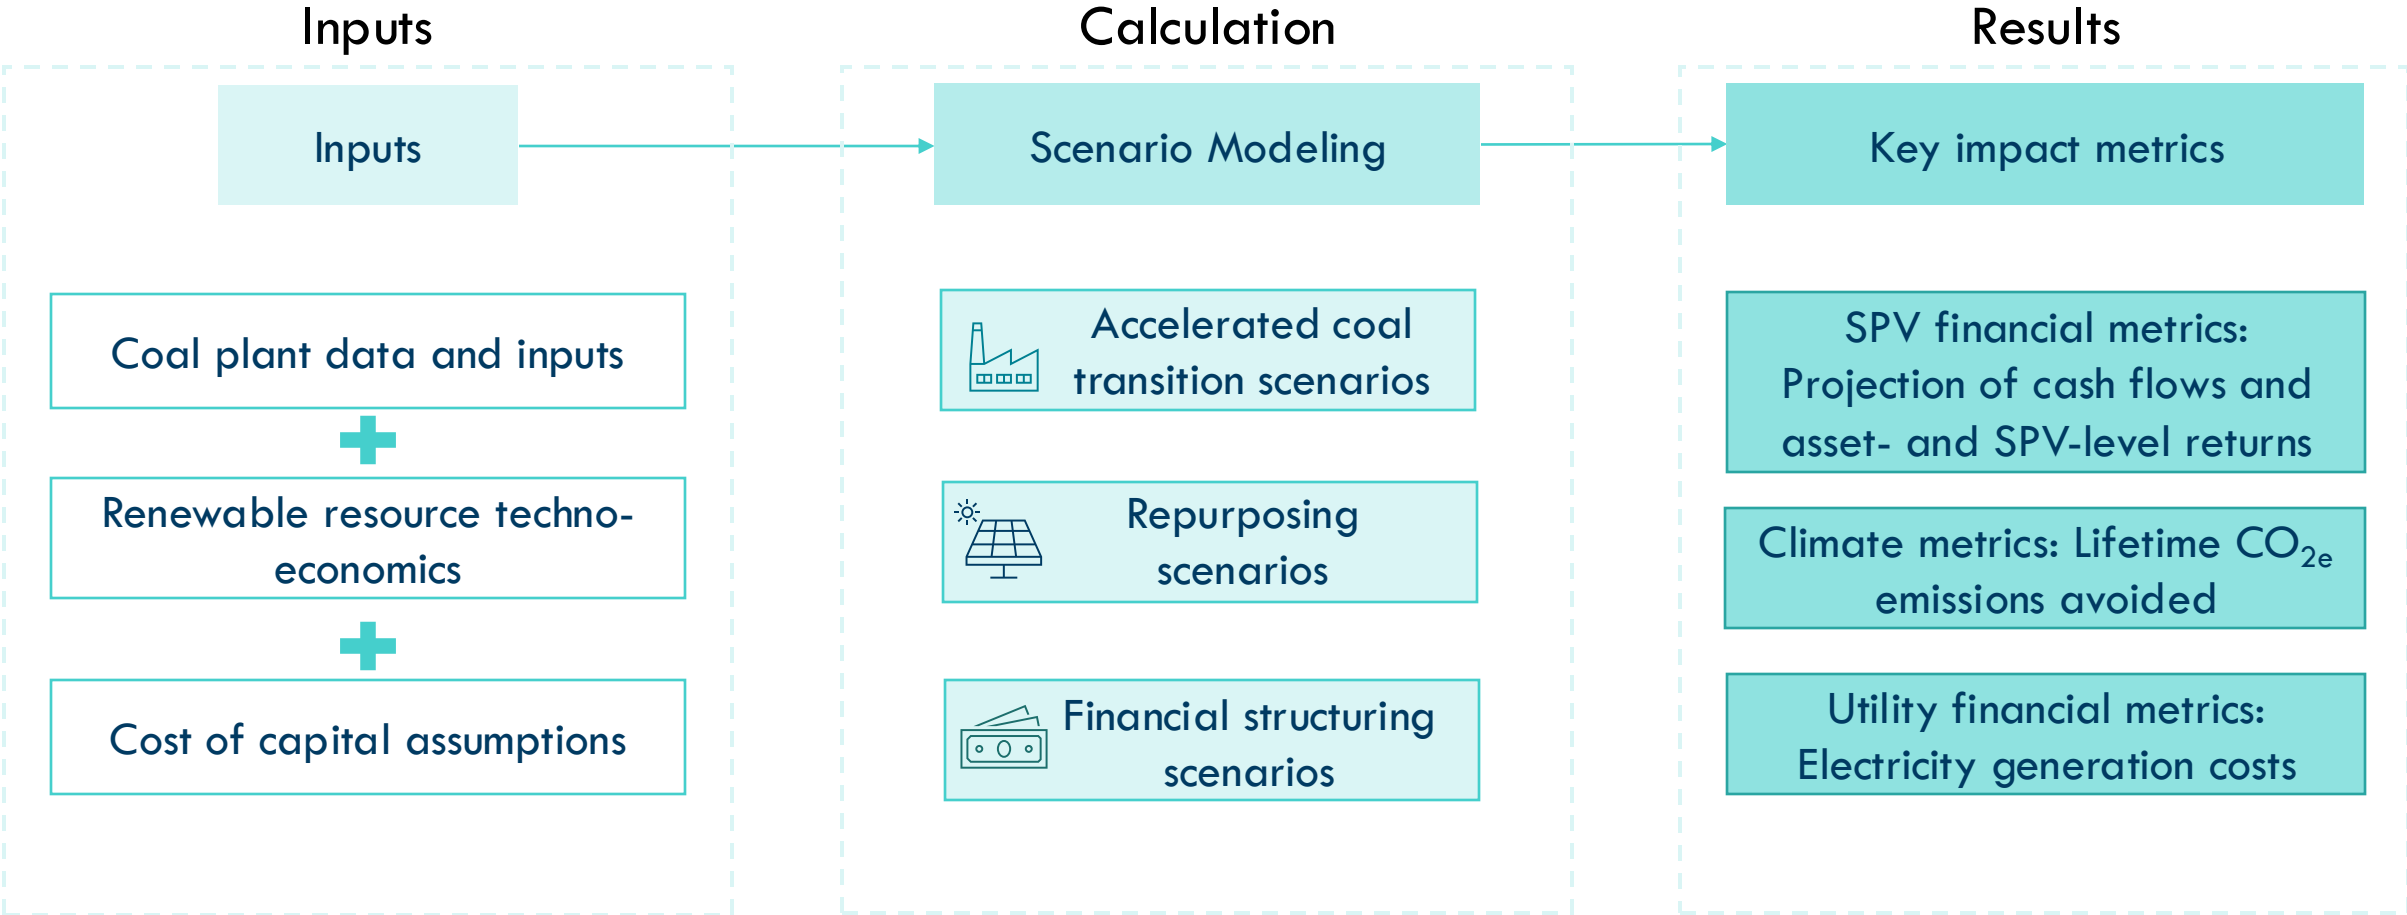 Inputs
Calculation
Results
Inputs
Scenario Modeling
Key impact metrics
Coal plant data and inputs
Renewable resource techno-
economics
Cost of capital assumptions
Accelerated coal
transition scenarios
Repurposing
scenarios
Financial structuring
scenarios
SPV financial metrics:
Projection of cash flows and
asset- and SPV-level returns
Climate metrics: Lifetime CO2e
emissions avoided
Utility financial metrics:
Electricity generation costs